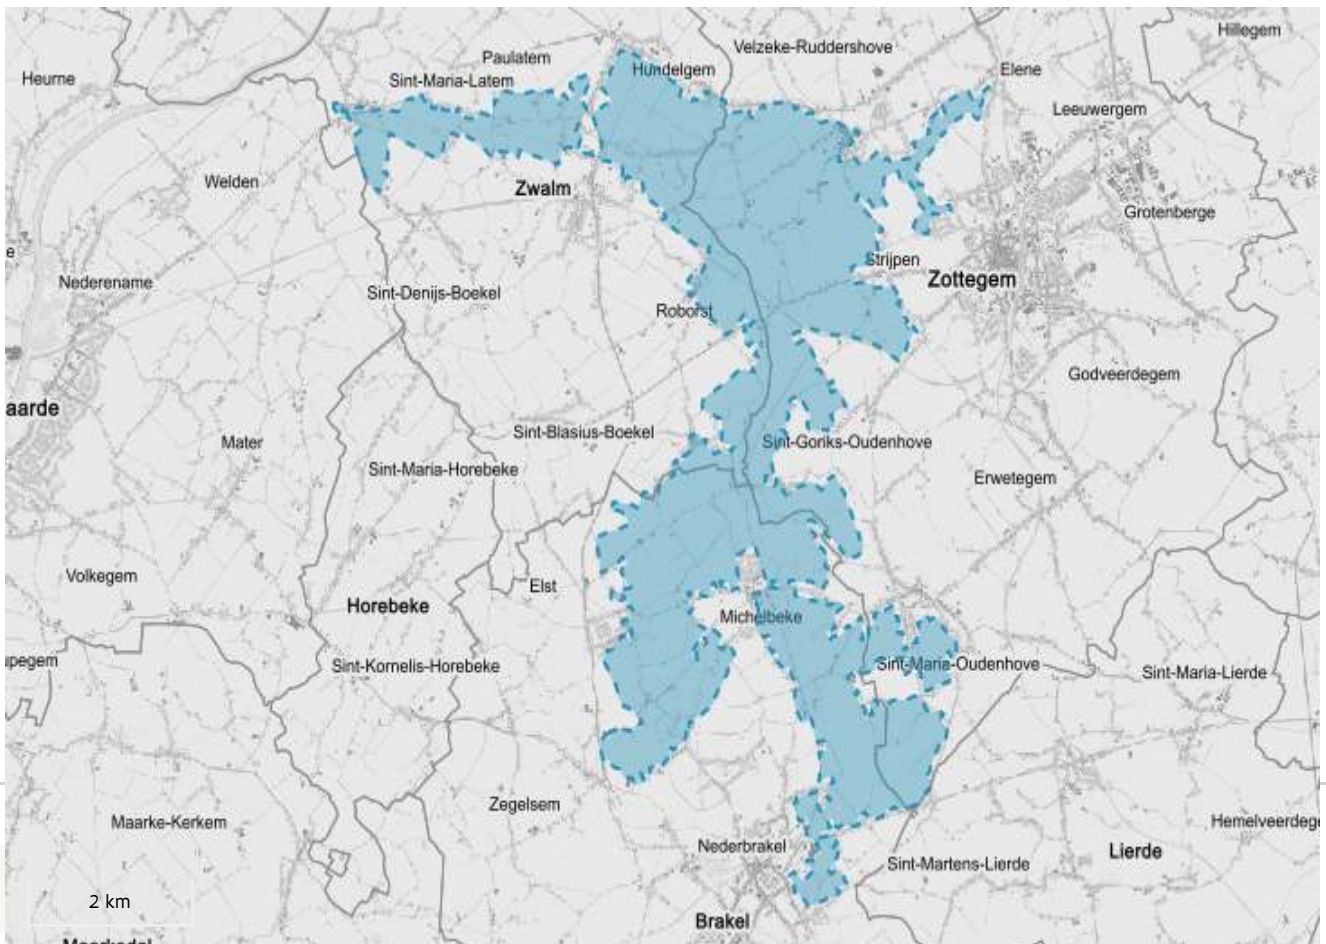 Hillegem
Velzeke-Ruddershove
Paulatem
Heurne
Sint-Maria-Latem
Hundelgem
Elene
Leeuwergem
Welden
Zwalm
Grotenberge
e
Strijpen
Nederename
Zottegem
Sint-Denijs-Boekel
Roborst
Godveerdegem
aarde
Mater
Sint-Blasius-Boekel
Sint-Goriks-Oudenhove
Sint-Maria-Horebeke
Erwetegem
Volkegem
Elst
Horebeke
Michelbeke
upegem
Sint-Kornelis-Horebeke
Sint-Maria-Oudenhove
Sint-Maria-Lierde
Zegelsem
Maarke-Kerkem
Hemelveerdeg
Nederbrakel
Lierde
Sint-Martens-Lierde
2 km
Brakel